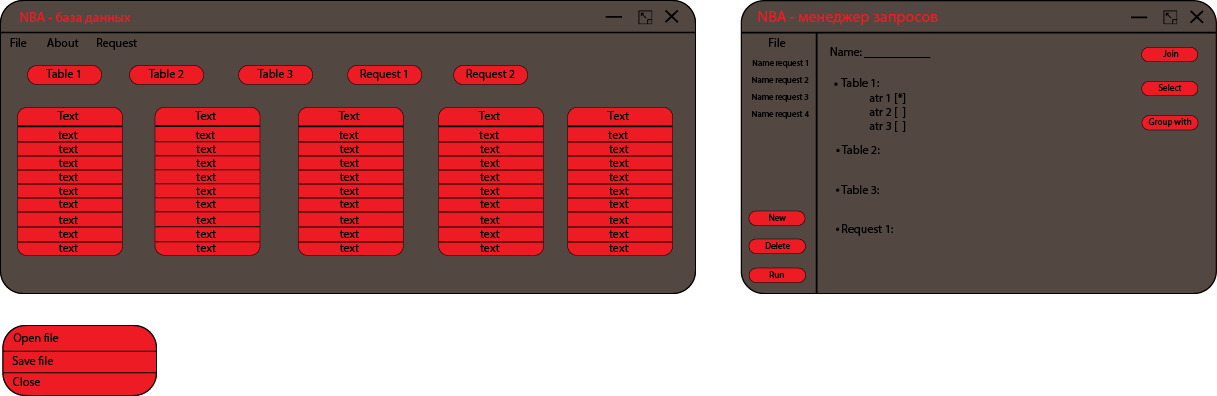 NBA - база данных
File About Request
Table 1 Table 2 Table 3 Request 1 Request 2
Text Text Text Text Text
text text text text text
text text text text text
text text text text text
text text text text text
text text text text text
text text text text text
text text text text text
text text text text text
text text text text text
Open file
Save file
Close
NBA - менеджер запросов
File
Name request 1
Name request 2
Name request 3
Name request 4
New
Delete
Run
Name: __________
• Table 1:
atr 1 [*]
atr 2 [ ]
atr 3 [ ]
• Table 2:
• Table 3:
• Request 1:
Join
Select
Group with